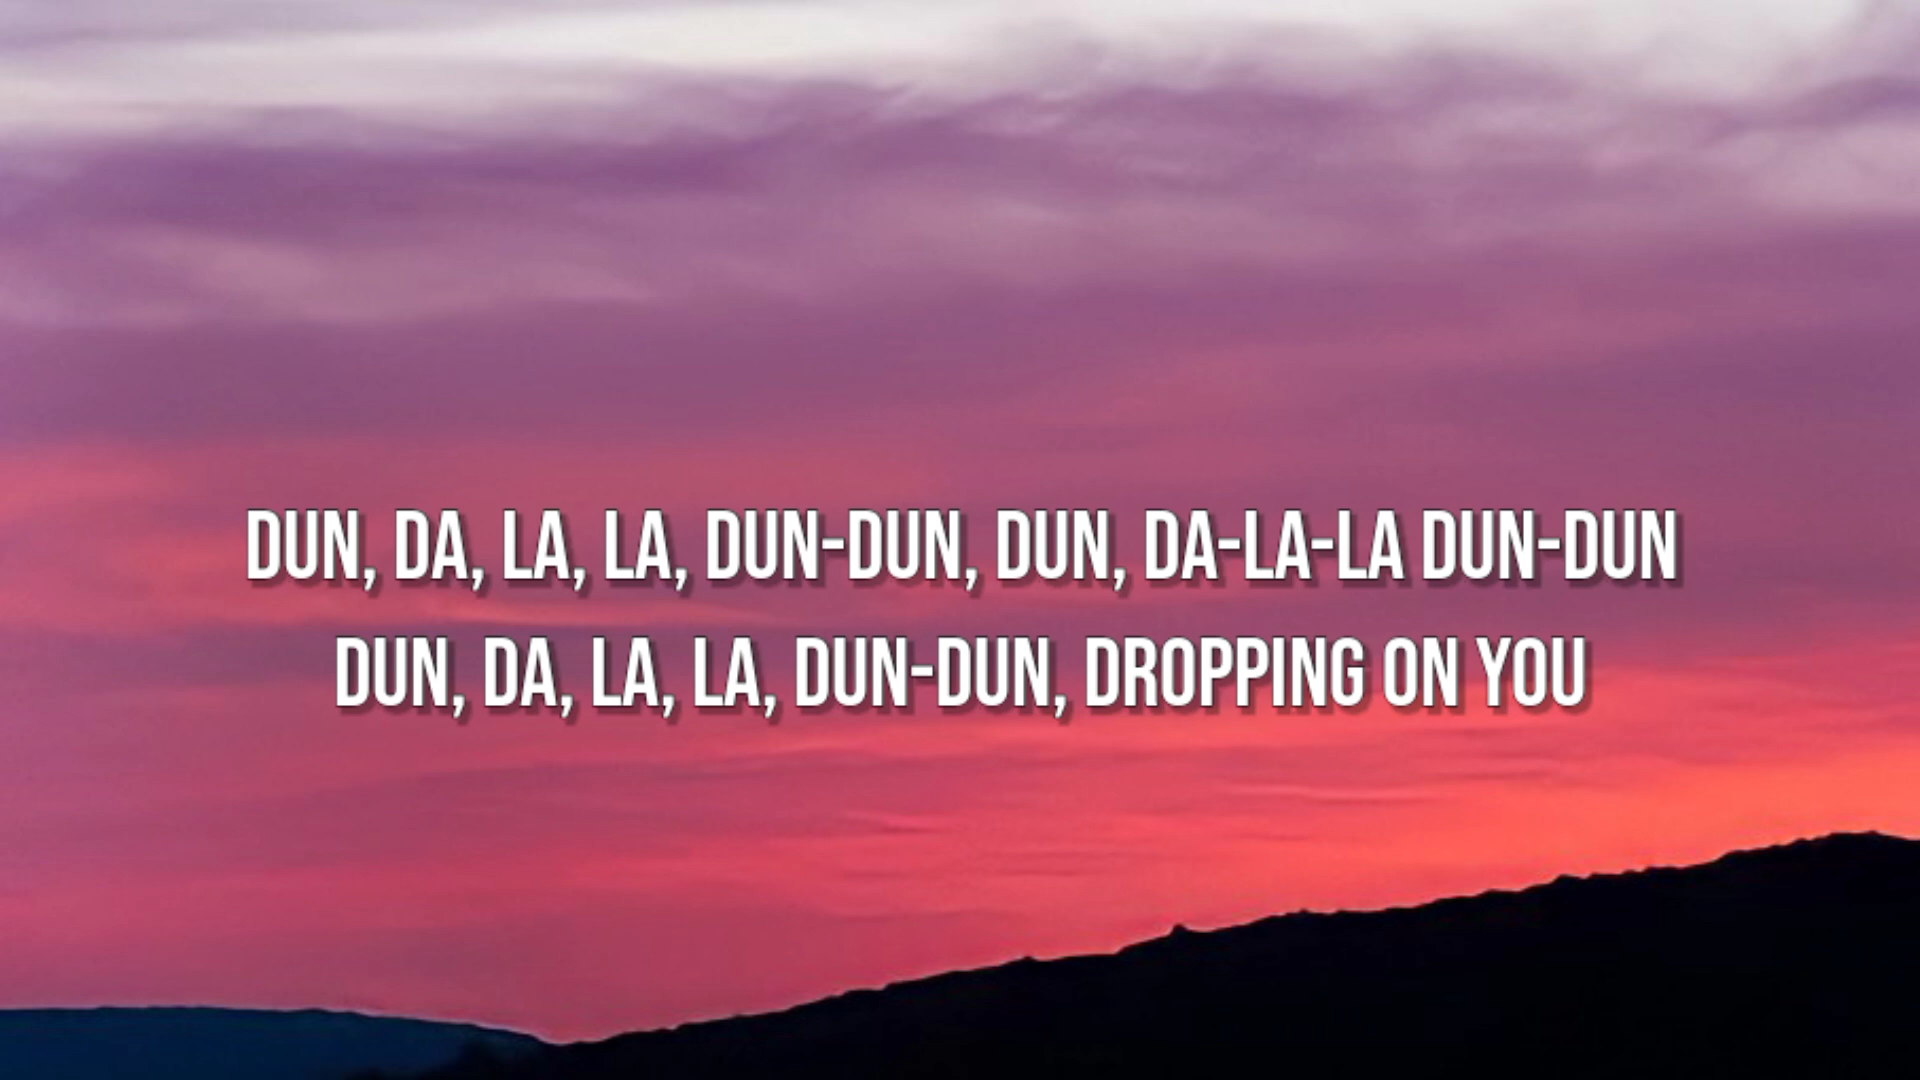 DUN, DA, LA, LA, DUN-DUN, DUN, DA-LA-LA DUN-DUN
DUN, DA, LA, LA, DUN-DUN, DROPPING ON YOU